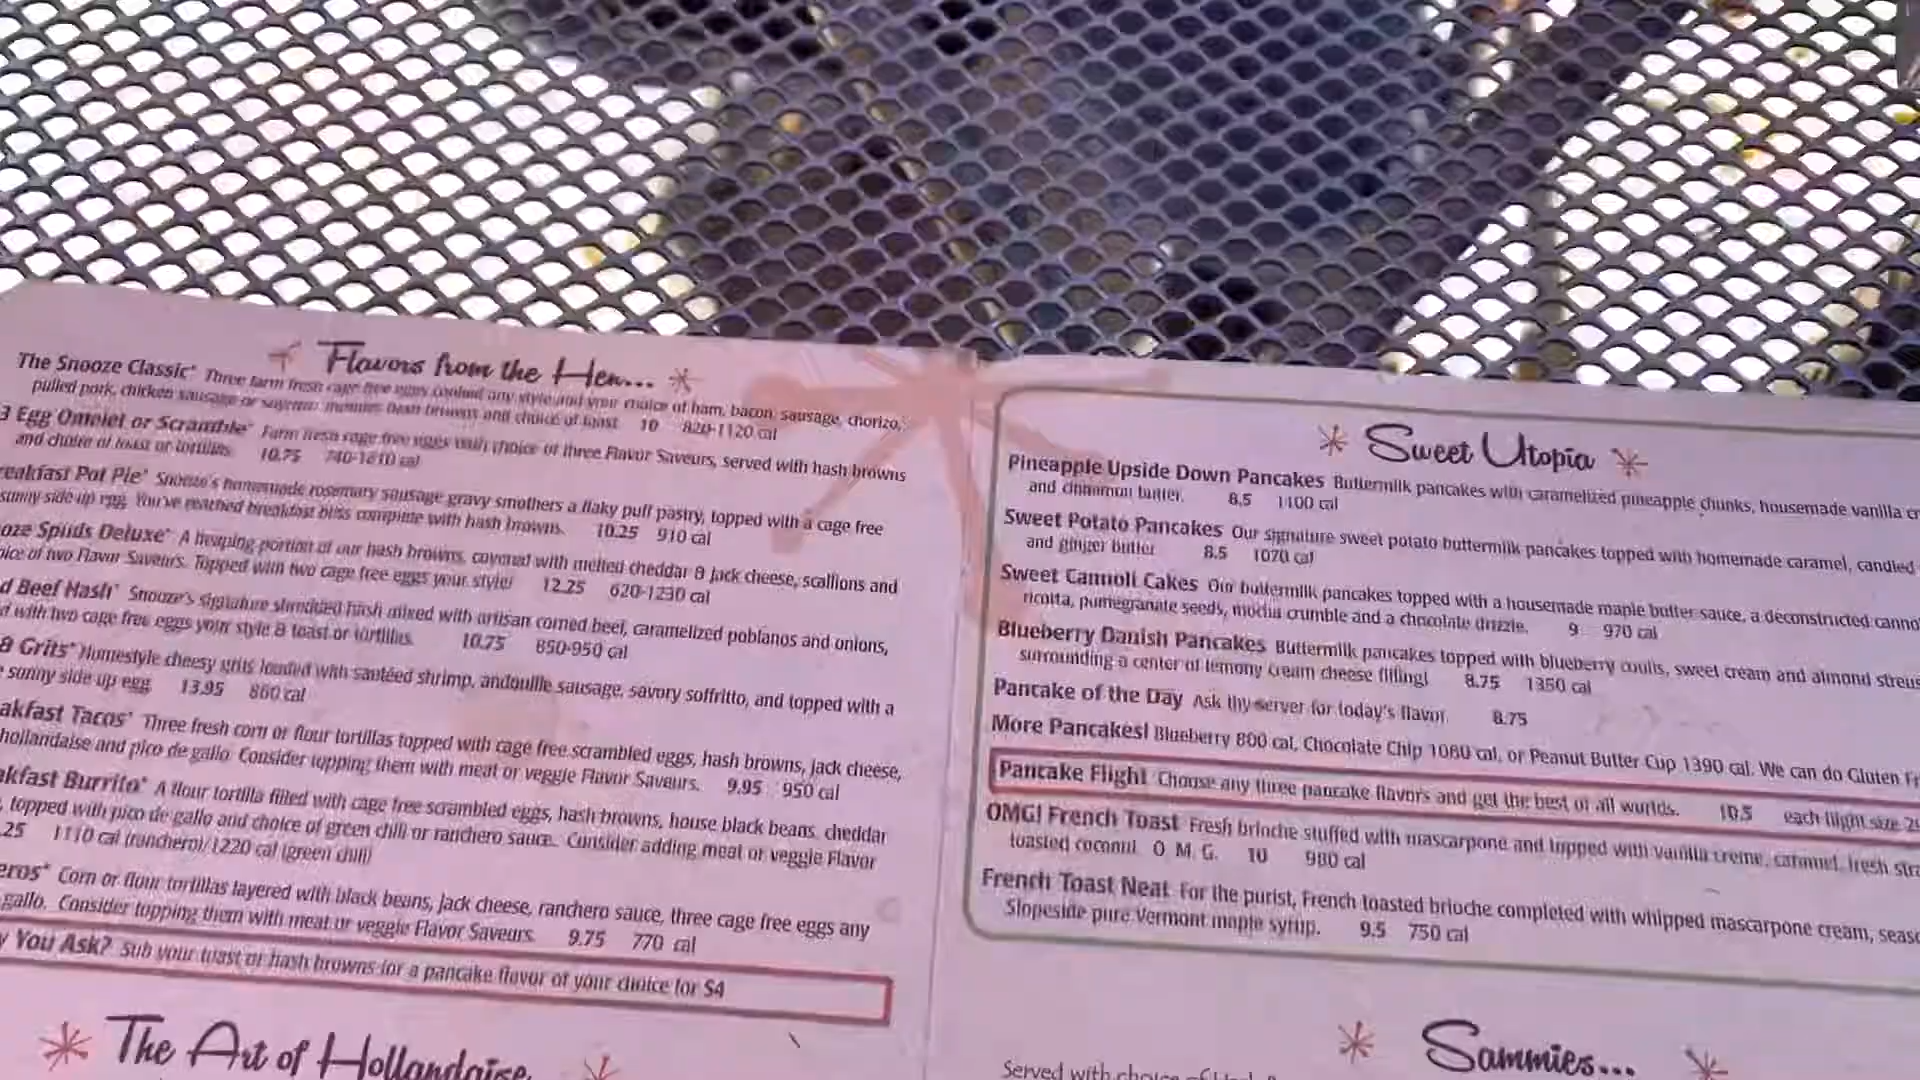 Flavors from the Hen...
The Snooze Classic* Three farm fresh cage free eggs cooked any style and your choice of ham, bacon, sausage, chorizo,
pulled pork, chicken sausage or soyrizo. Includes hash browns and choice of toast. 10 820-1120 cal
3 Egg Omelet or Scramble* Farm fresh cage free eggs with choice of three Flavor Saveurs, served with hash browns
and choice of toast or tortillas. 10.75 740-1610 cal
reakfast Pot Pie* Snooze's homemade rosemary sausage gravy smothers a flaky puff pastry, topped with a cage free
sunny side up egg. You've reached breakfast bliss complete with hash browns. 10.25 910 cal
ooze Spuds Deluxe* A heaping portion of our hash browns, covered with melted cheddar & jack cheese, scallions and
oice of two Flavor Saveurs. Topped with two cage free eggs your style! 12.25 620-1230 cal
d Beef Hash* Snooze's signature shredded hash mixed with artisan corned beef, caramelized poblanos and onions,
d with two cage free eggs your style & toast or tortillas. 10.75 850-950 cal
& Grits* Homestyle cheesy grits loaded with sautéed shrimp, andouille sausage, savory soffritto, and topped with a
sunny side up egg 13.95 860 cal
akfast Tacos* Three fresh corn or flour tortillas topped with cage free scrambled eggs, hash browns, jack cheese,
hollandaise and pico de gallo. Consider topping them with meat or veggie Flavor Saveurs. 9.95 950 cal
akfast Burrito* A flour tortilla filled with cage free scrambled eggs, hash browns, house black beans, cheddar
, topped with pico de gallo and choice of green chili or ranchero sauce. Consider adding meat or veggie Flavor
.25 1110 cal (ranchero)/1220 cal (green chili)
eros* Corn or flour tortillas layered with black beans, jack cheese, ranchero sauce, three cage free eggs any
gallo. Consider topping them with meat or veggie Flavor Saveurs. 9.75 770 cal
y You Ask? Sub your toast or hash browns for a pancake flavor of your choice for $4
The Art of Hollandaise
Sweet Utopia
Pineapple Upside Down Pancakes Buttermilk pancakes with caramelized pineapple chunks, housemade vanilla cr
and cinnamon butter. 8.5 1100 cal
Sweet Potato Pancakes Our signature sweet potato buttermilk pancakes topped with homemade caramel, candied
and ginger butter 8.5 1070 cal
Sweet Cannoli Cakes Our buttermilk pancakes topped with a housemade maple butter sauce, a deconstructed canno
ricotta, pomegranate seeds, mocha crumble and a chocolate drizzle. 9 970 cal
Blueberry Danish Pancakes Buttermilk pancakes topped with blueberry coulis, sweet cream and almond streus
surrounding a center of lemony cream cheese filling! 8.75 1350 cal
Pancake of the Day Ask thy server for today's flavor 8.75
More Pancakes! Blueberry 800 cal, Chocolate Chip 1080 cal, or Peanut Butter Cup 1390 cal. We can do Gluten Fr
Pancake Flight Choose any three pancake flavors and get the best of all worlds. 10.5 each flight size 2
OMG! French Toast Fresh brioche stuffed with mascarpone and topped with vanilla creme, caramel, fresh stra
toasted coconut. O. M. G. 10 980 cal
French Toast Neat For the purist, French toasted brioche completed with whipped mascarpone cream, seaso
Slopeside pure Vermont maple syrup. 9.5 750 cal
Sammies...
Served with choice of